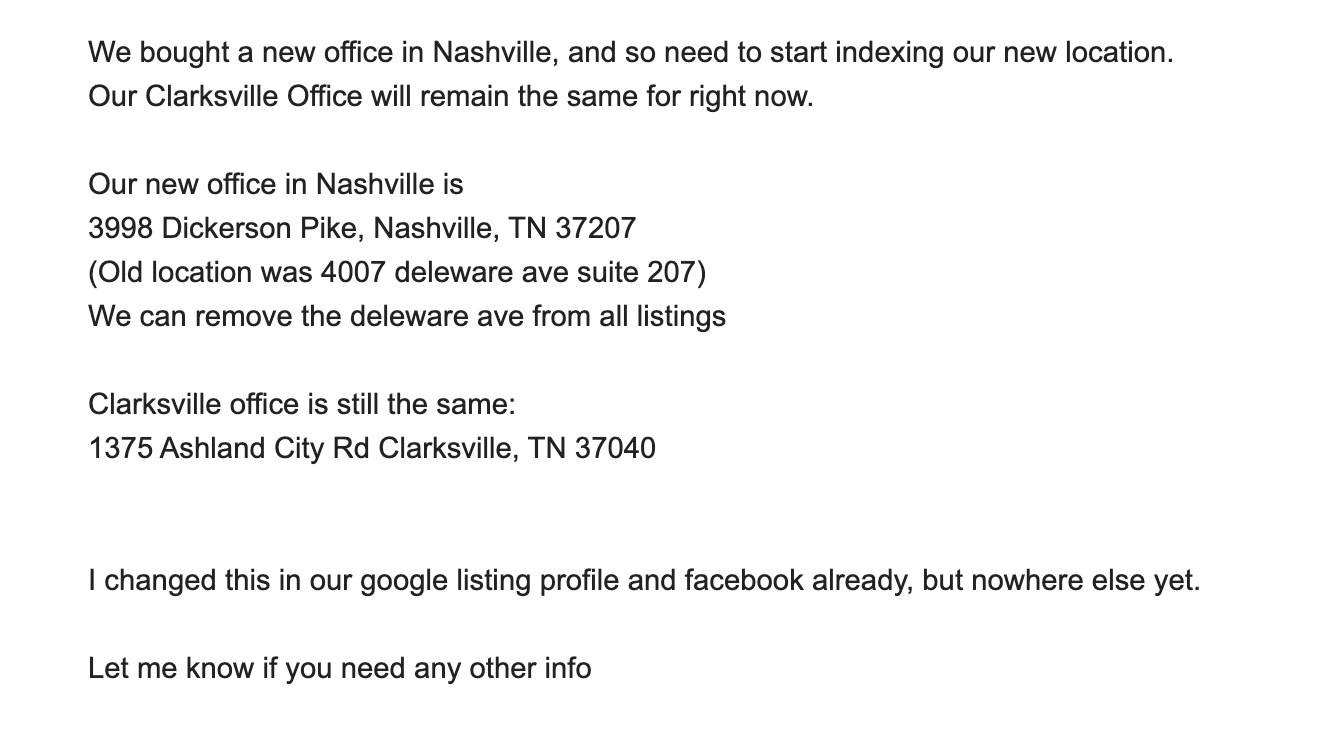 We bought a new office in Nashville, and so need to start indexing our new location.
Our Clarksville Office will remain the same for right now.
Our new office in Nashville is
3998 Dickerson Pike, Nashville, TN 37207
(Old location was 4007 deleware ave suite 207)
We can remove the deleware ave from all listings
Clarksville office is still the same:
1375 Ashland City Rd Clarksville, TN 37040
I changed this in our google listing profile and facebook already, but nowhere else yet.
Let me know if you need any other info